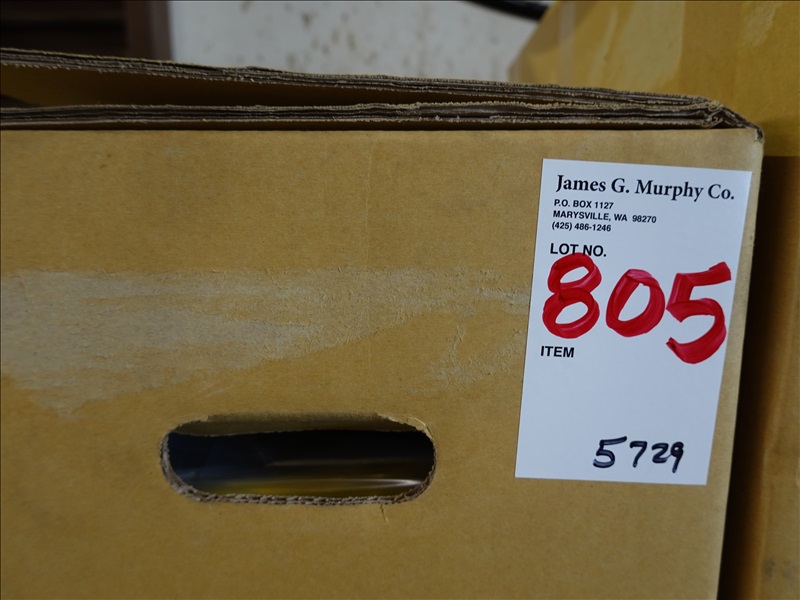 James G. Murphy Co.
P.O. BOX 1127
MARYSVILLE, WA 98270
(425) 486-1246
LOT NO.
805
ITEM
5729